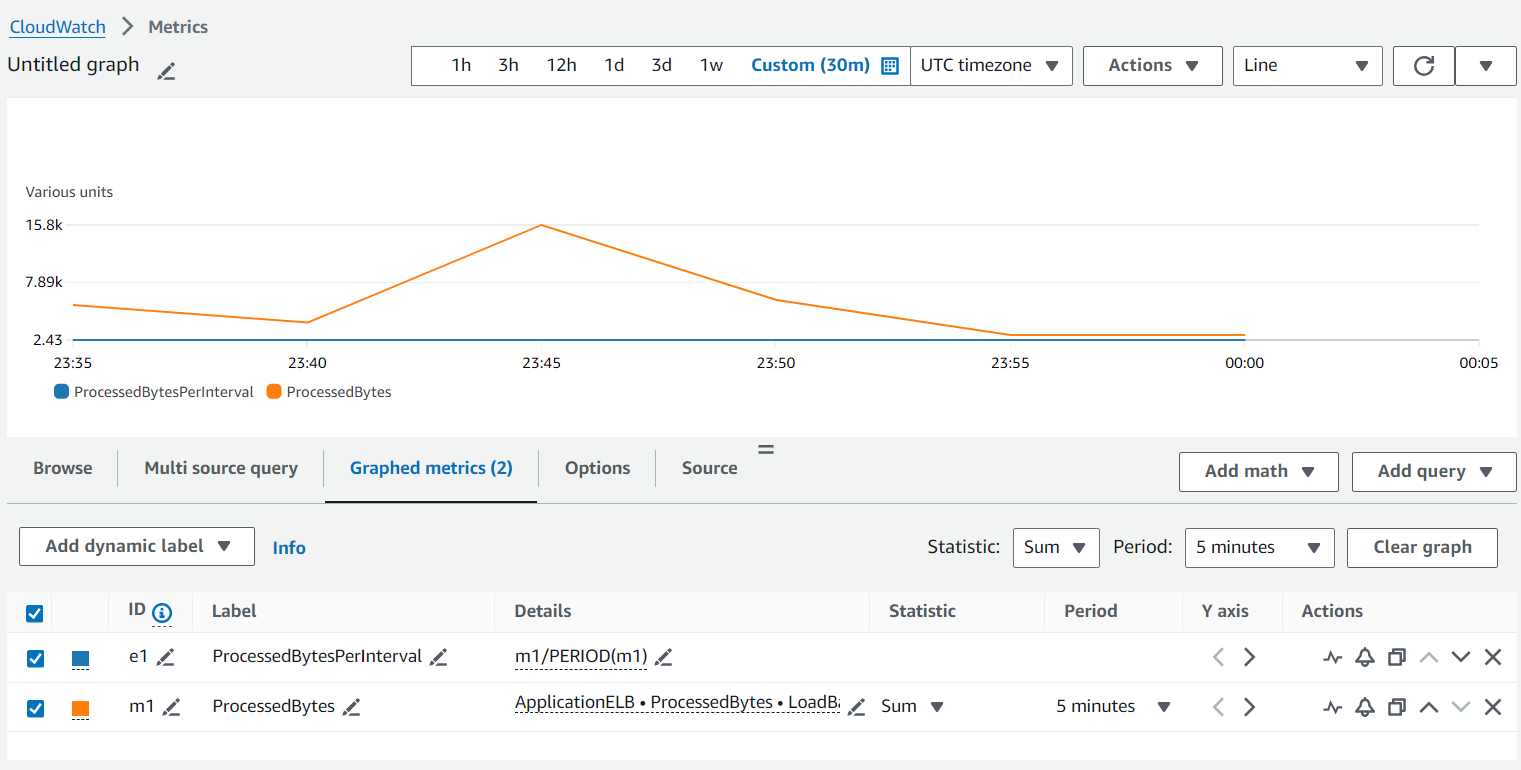 CloudWatch > Metrics
Untitled graph
1h 3h 12h 1d 3d 1w Custom (30m) UTC timezone Actions Line
Various units
15.8k
7.89k
2.43
23:35 23:40 23:45 23:50 23:55 00:00 00:05
ProcessedBytesPerInterval ProcessedBytes
Browse Multi source query Graphed metrics (2) Options Source Add math Add query
Add dynamic label Info Statistic: Sum Period: 5 minutes Clear graph
ID Label Details Statistic Period Y axis Actions
e1 ProcessedBytesPerInterval m1/PERIOD(m1)
m1 ProcessedBytes ApplicationELB • ProcessedBytes • LoadBa Sum 5 minutes